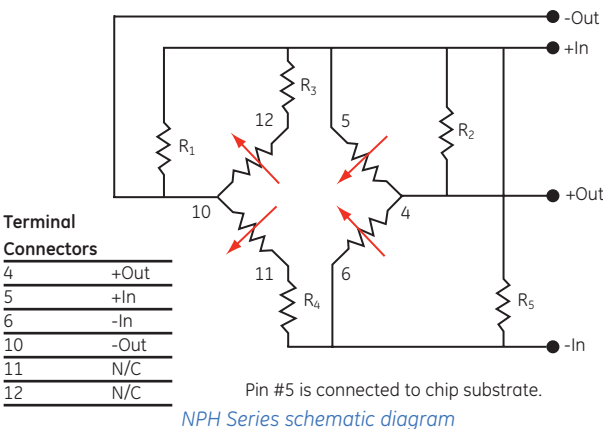 -Out
+In
R3
12
5
R1
R2
10
4
+Out
Terminal
Connectors
4 +Out
5 +In
6 -In
10 -Out
11 N/C
12 N/C
11
6
R4
R5
-In
Pin #5 is connected to chip substrate.
NPH Series schematic diagram